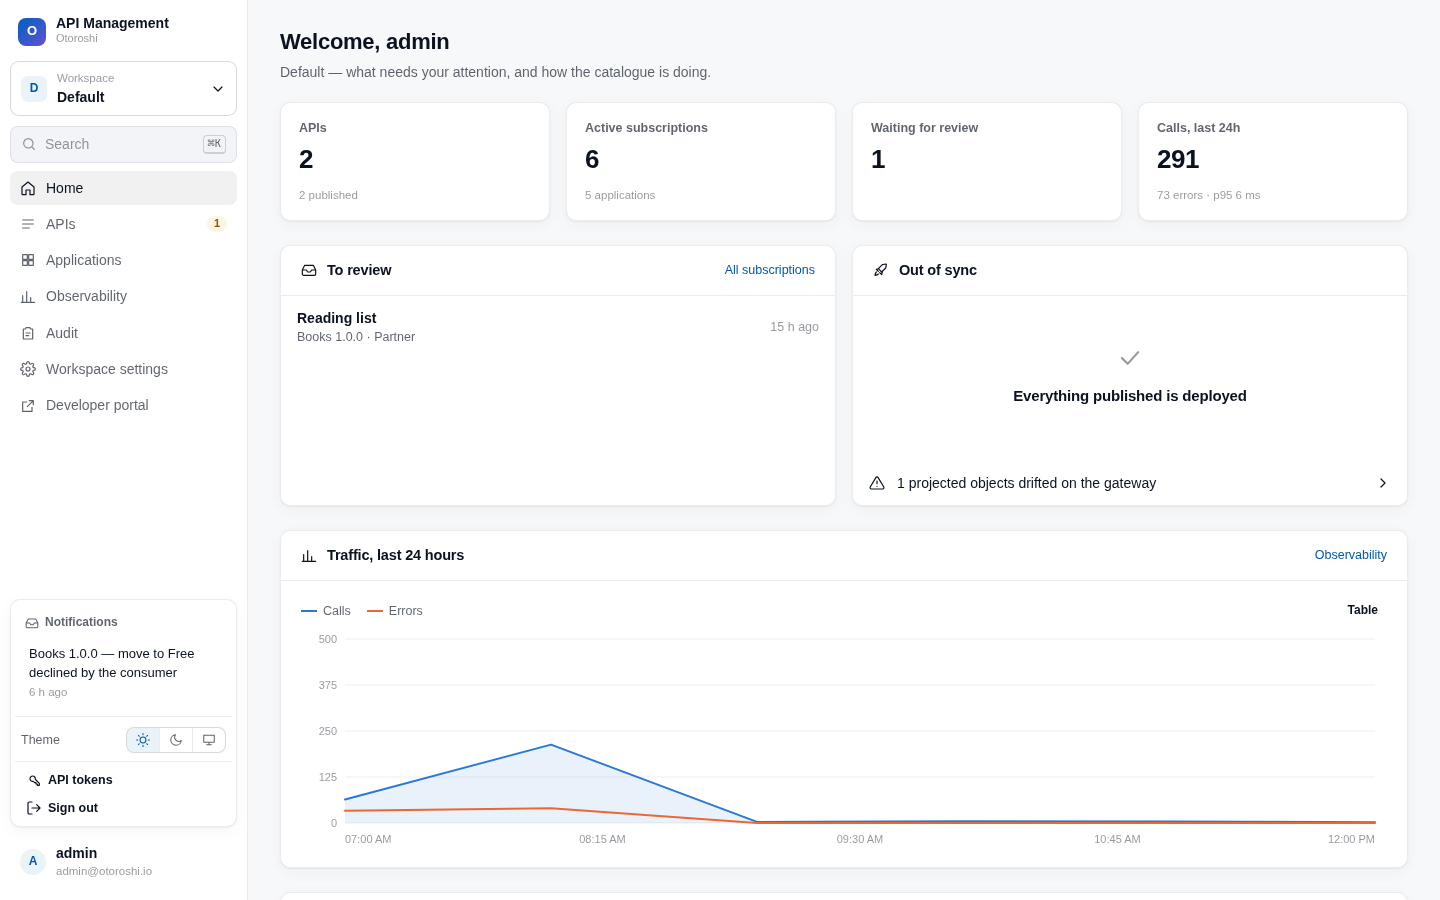 O
API Management
Otoroshi
D
Workspace
Default
Search
⌘K
Home
APIs
1
Applications
Observability
Audit
Workspace settings
Developer portal
Notifications
Books 1.0.0 — move to Free
declined by the consumer
6 h ago
Theme
API tokens
Sign out
A
admin
admin@otoroshi.io
Welcome, admin
Default — what needs your attention, and how the catalogue is doing.
APIs
2
2 published
Active subscriptions
6
5 applications
Waiting for review
1
Calls, last 24h
291
73 errors · p95 6 ms
To review
All subscriptions
Reading list
Books 1.0.0 · Partner
15 h ago
Out of sync
Everything published is deployed
1 projected objects drifted on the gateway
Traffic, last 24 hours
Observability
Calls
Errors
Table
500
375
250
125
0
07:00 AM
08:15 AM
09:30 AM
10:45 AM
12:00 PM